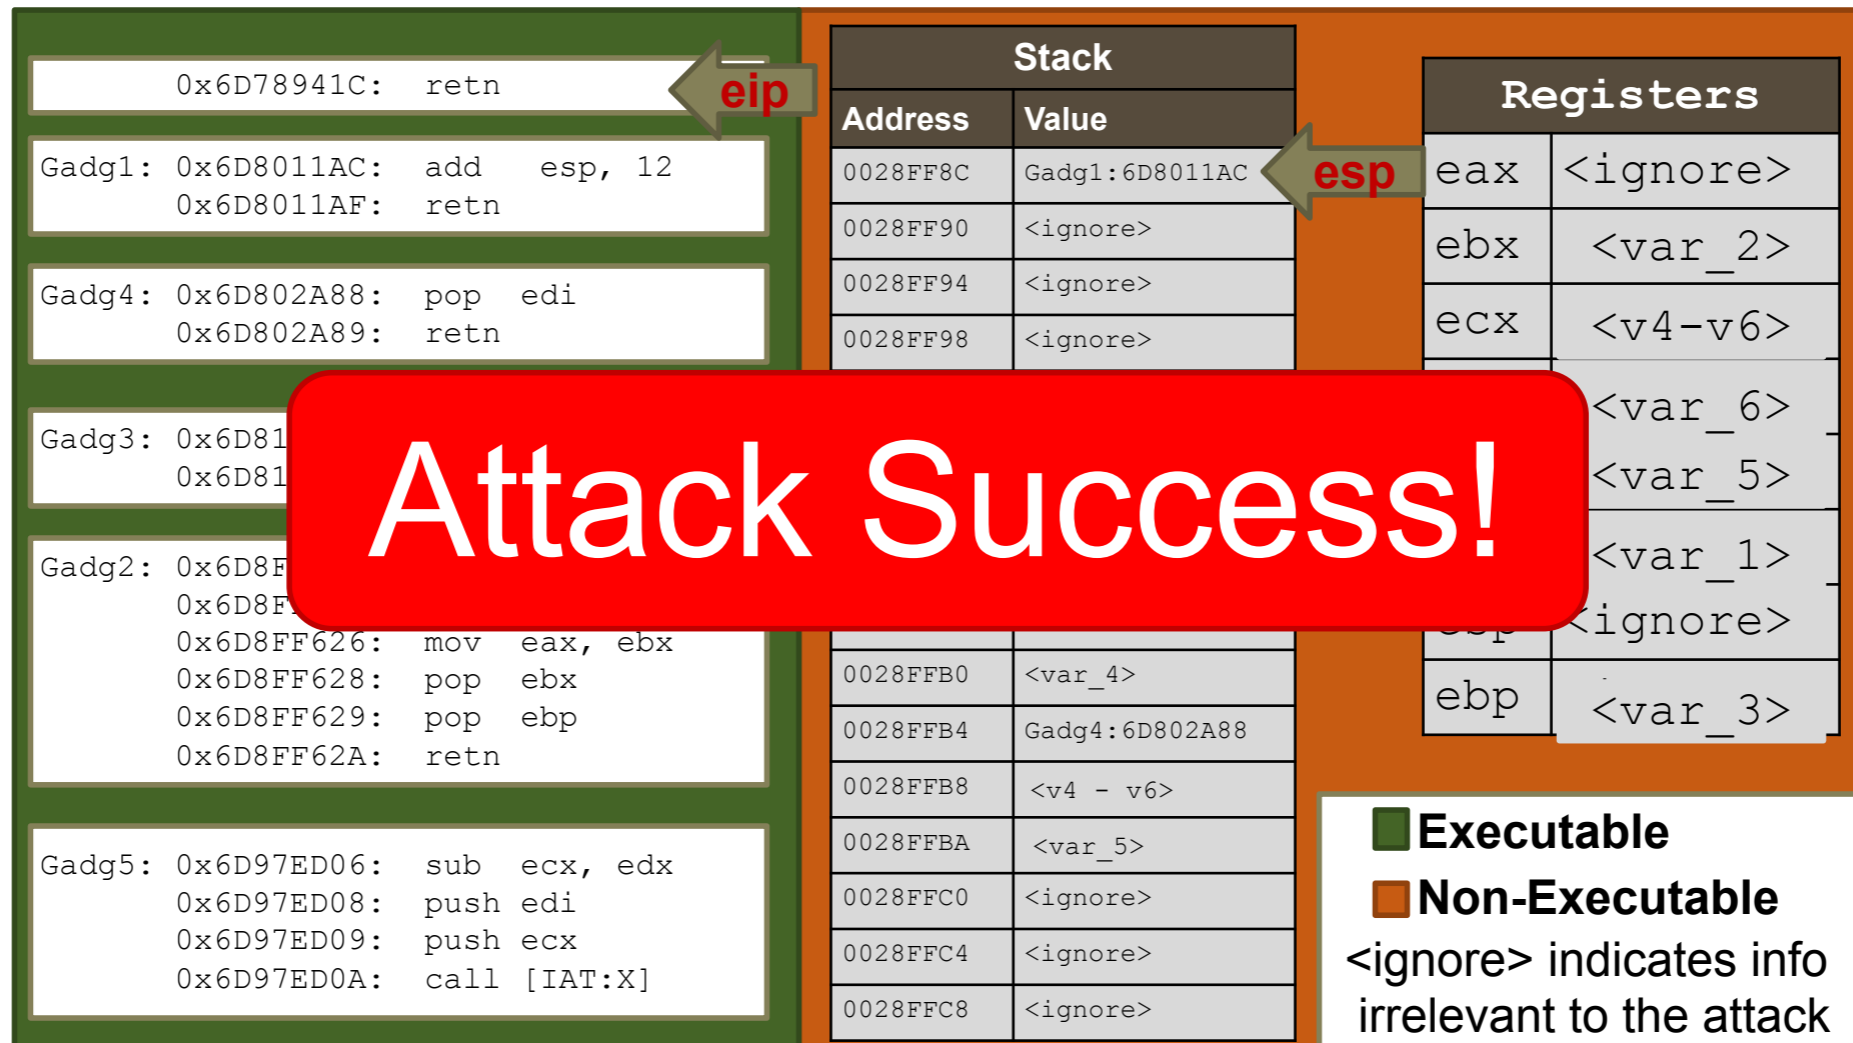 0x6D78941C: retn
eip
Gadg1: 0x6D8011AC: add esp, 12
0x6D8011AF: retn
Gadg4: 0x6D802A88: pop edi
0x6D802A89: retn
Gadg3: 0x6D81
0x6D81
Gadg2: 0x6D8F
0x6D8F
0x6D8FF626: mov eax, ebx
0x6D8FF628: pop ebx
0x6D8FF629: pop ebp
0x6D8FF62A: retn
Gadg5: 0x6D97ED06: sub ecx, edx
0x6D97ED08: push edi
0x6D97ED09: push ecx
0x6D97ED0A: call [IAT:X]
Attack Success!
Stack
Address Value
0028FF8C Gadg1:6D8011AC
esp
0028FF90 <ignore>
0028FF94 <ignore>
0028FF98 <ignore>
0028FFB0 <var_4>
0028FFB4 Gadg4:6D802A88
0028FFB8 <v4 - v6>
0028FFBA <var_5>
0028FFC0 <ignore>
0028FFC4 <ignore>
0028FFC8 <ignore>
Registers
eax <ignore>
ebx <var_2>
ecx <v4-v6>
<var_6>
<var_5>
<var_1>
<ignore>
ebp <var_3>
Executable
Non-Executable
<ignore> indicates info
irrelevant to the attack